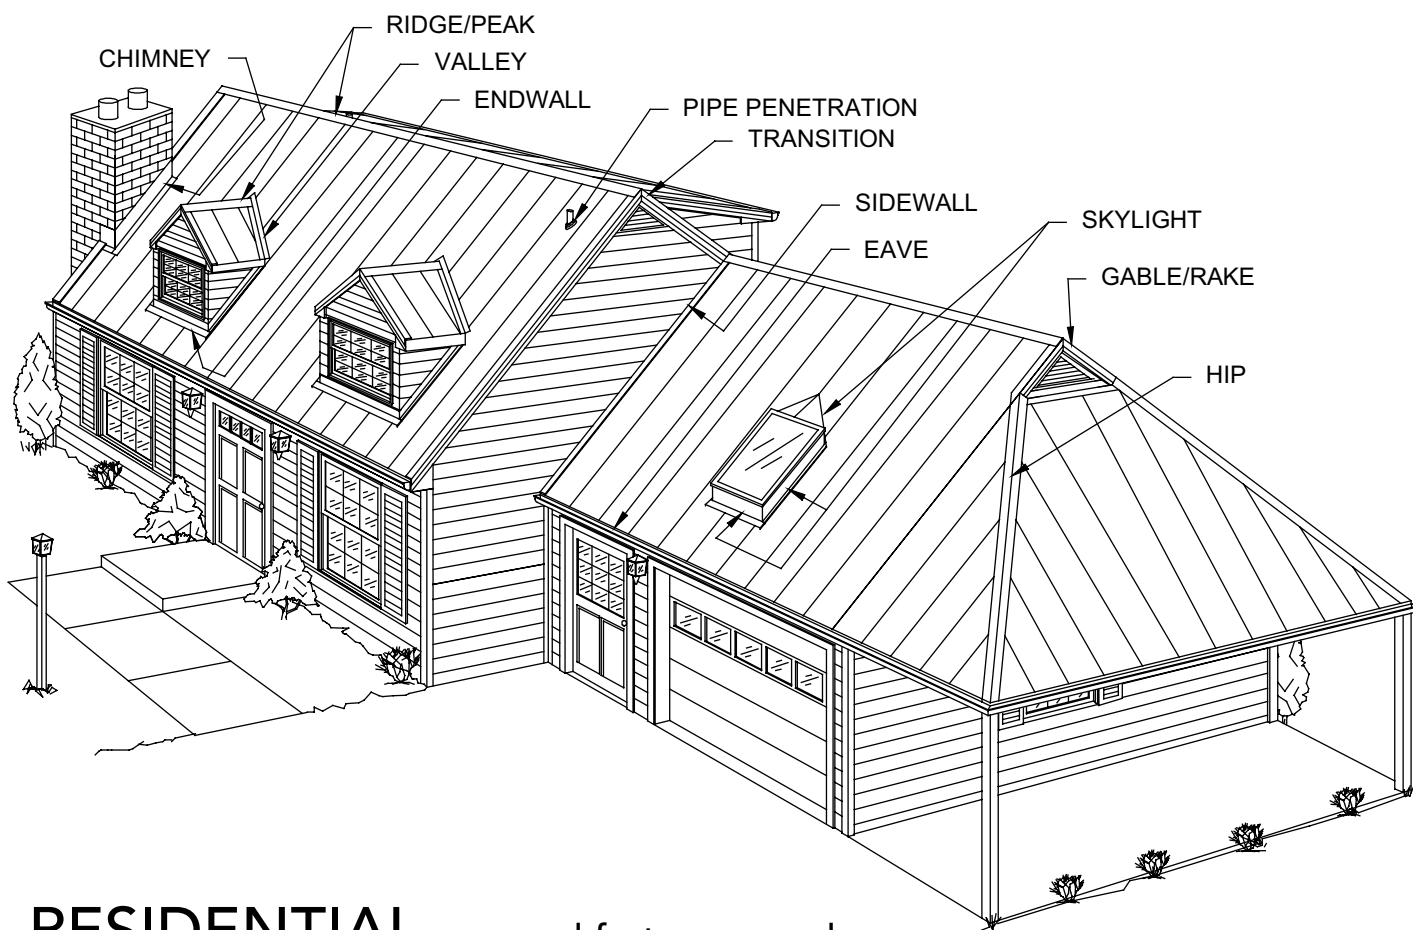 RIDGE/PEAK
CHIMNEY
VALLEY
ENDWALL
PIPE PENETRATION
TRANSITION
SIDEWALL
SKYLIGHT
EAVE
GABLE/RAKE
HIP
RESIDENTIAL